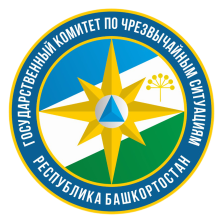 ГОСУДАРСТВЕННЫЙ КОМИТЕТ ПО ЧРЕЗВЫЧАЙНЫМ СИТУАЦИЯМ
РЕСПУБЛИКА БАШКОРТОСТАН